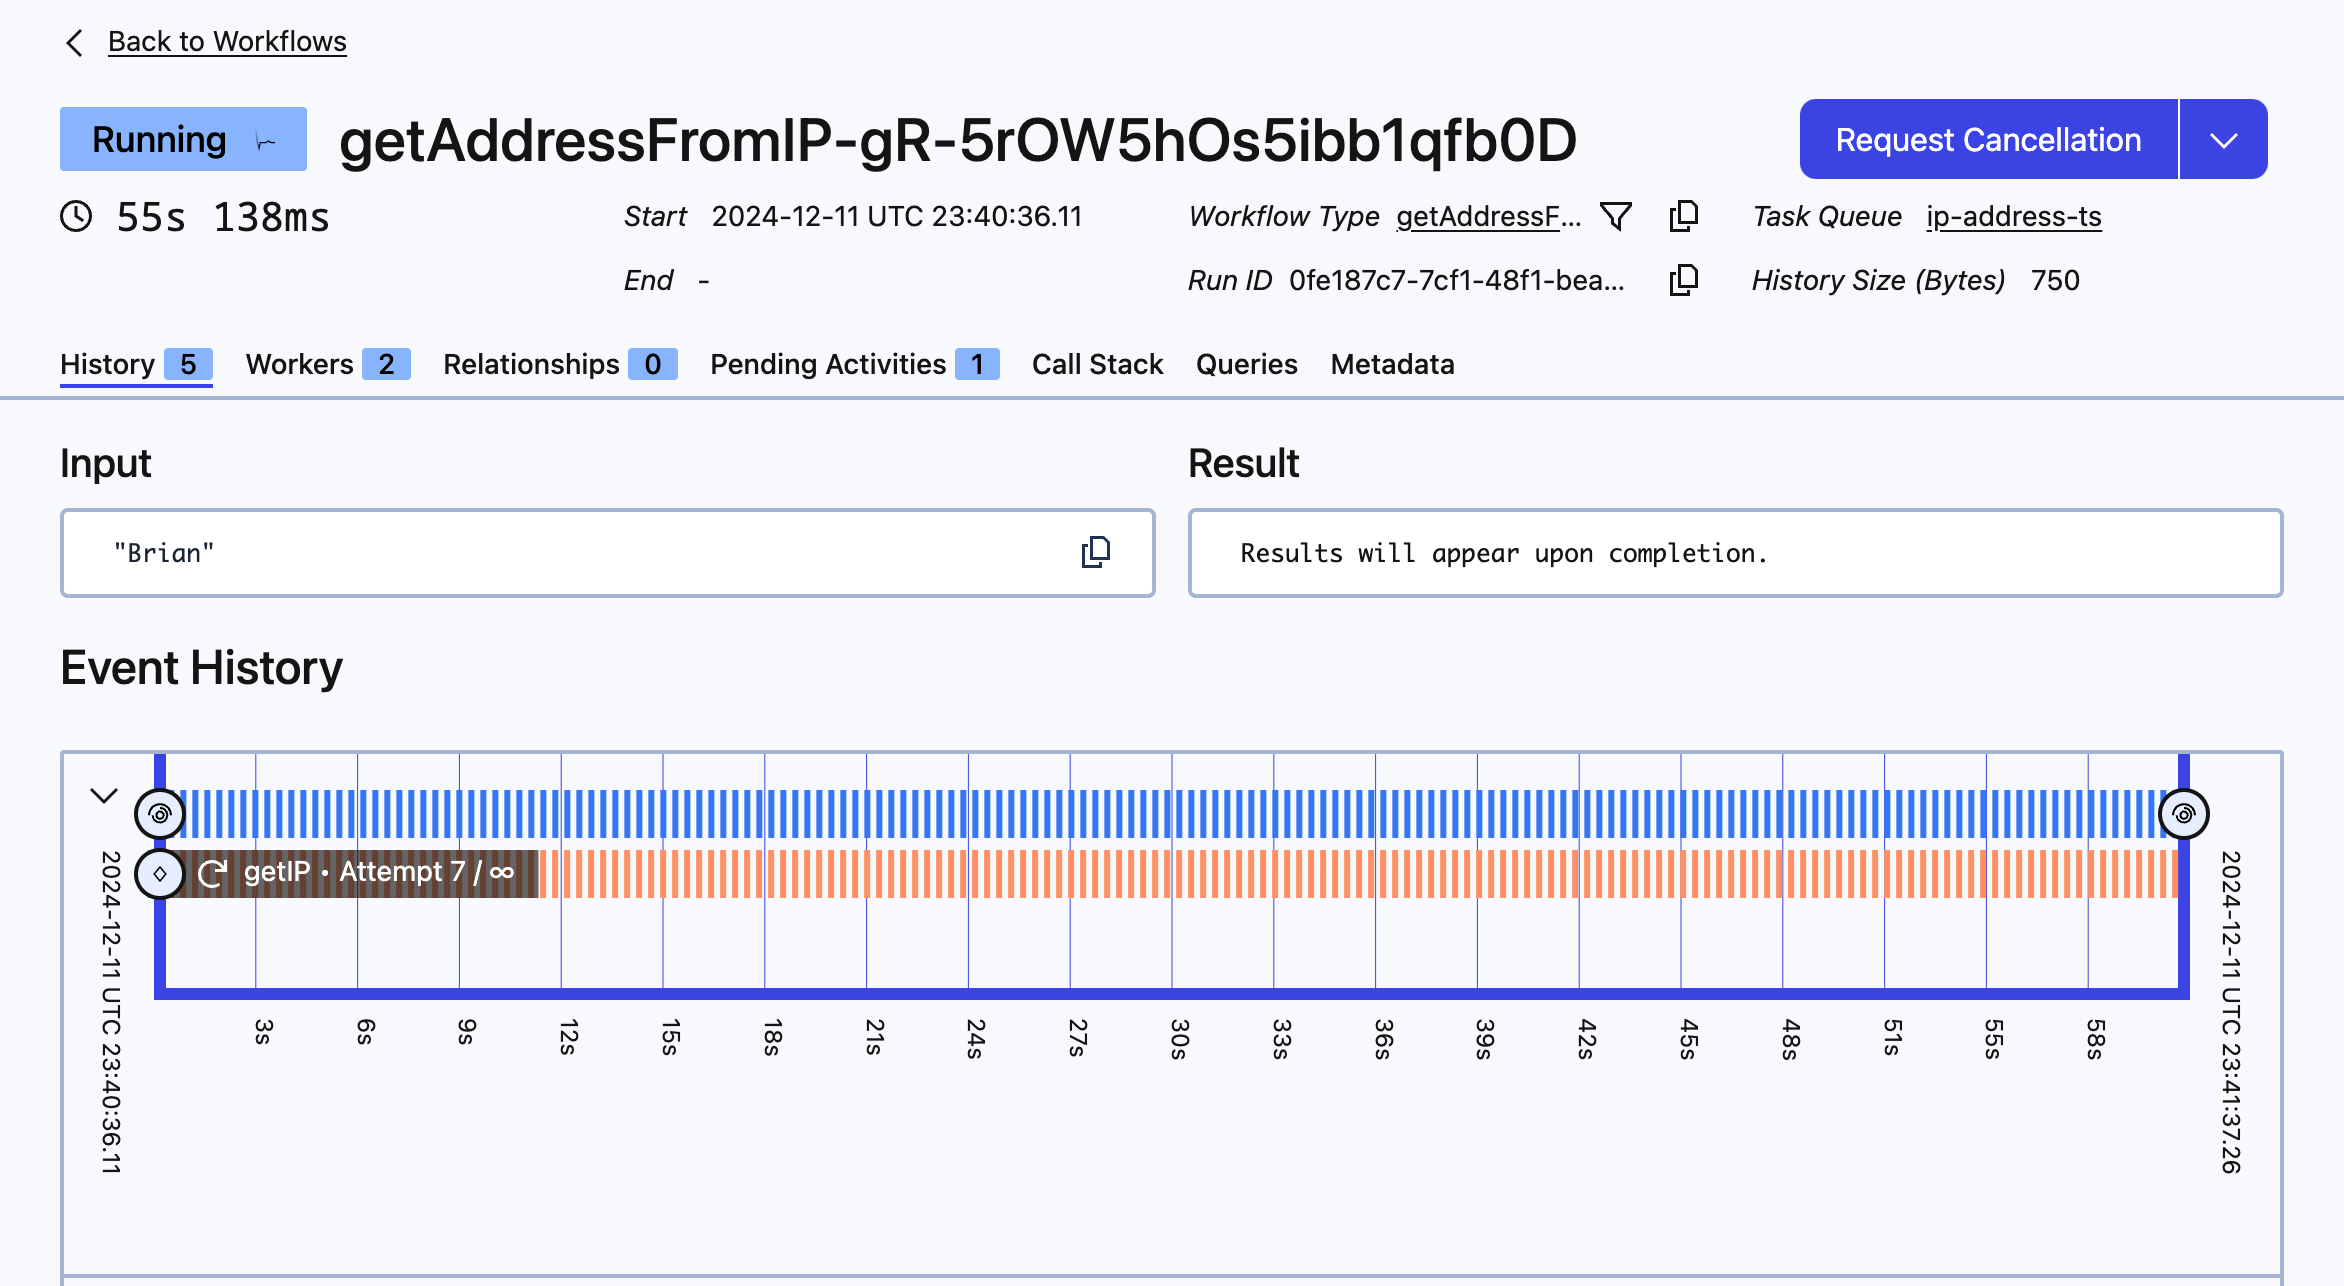 Back to Workflows
Running
getAddressFromIP-gR-5rOW5hOs5ibb1qfb0D
Request Cancellation
55s 138ms
Start 2024-12-11 UTC 23:40:36.11
Workflow Type getAddressF...
Task Queue ip-address-ts
End -
Run ID 0fe187c7-7cf1-48f1-bea...
History Size (Bytes) 750
History 5 Workers 2 Relationships 0 Pending Activities 1 Call Stack Queries Metadata
Input
Result
"Brian"
Results will appear upon completion.
Event History
getIP • Attempt 7 / ∞
2024-12-11 UTC 23:40:36.11
3s 6s 9s 12s 15s 18s 21s 24s 27s 30s 33s 36s 39s 42s 45s 48s 51s 55s 58s
2024-12-11 UTC 23:41:37.26